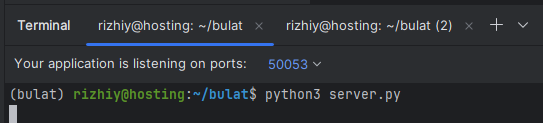 Terminal rizhiy@hosting: ~/bulat × rizhiy@hosting: ~/bulat (2) ×
Your application is listening on ports: 50053
(bulat) rizhiy@hosting:~/bulat$ python3 server.py